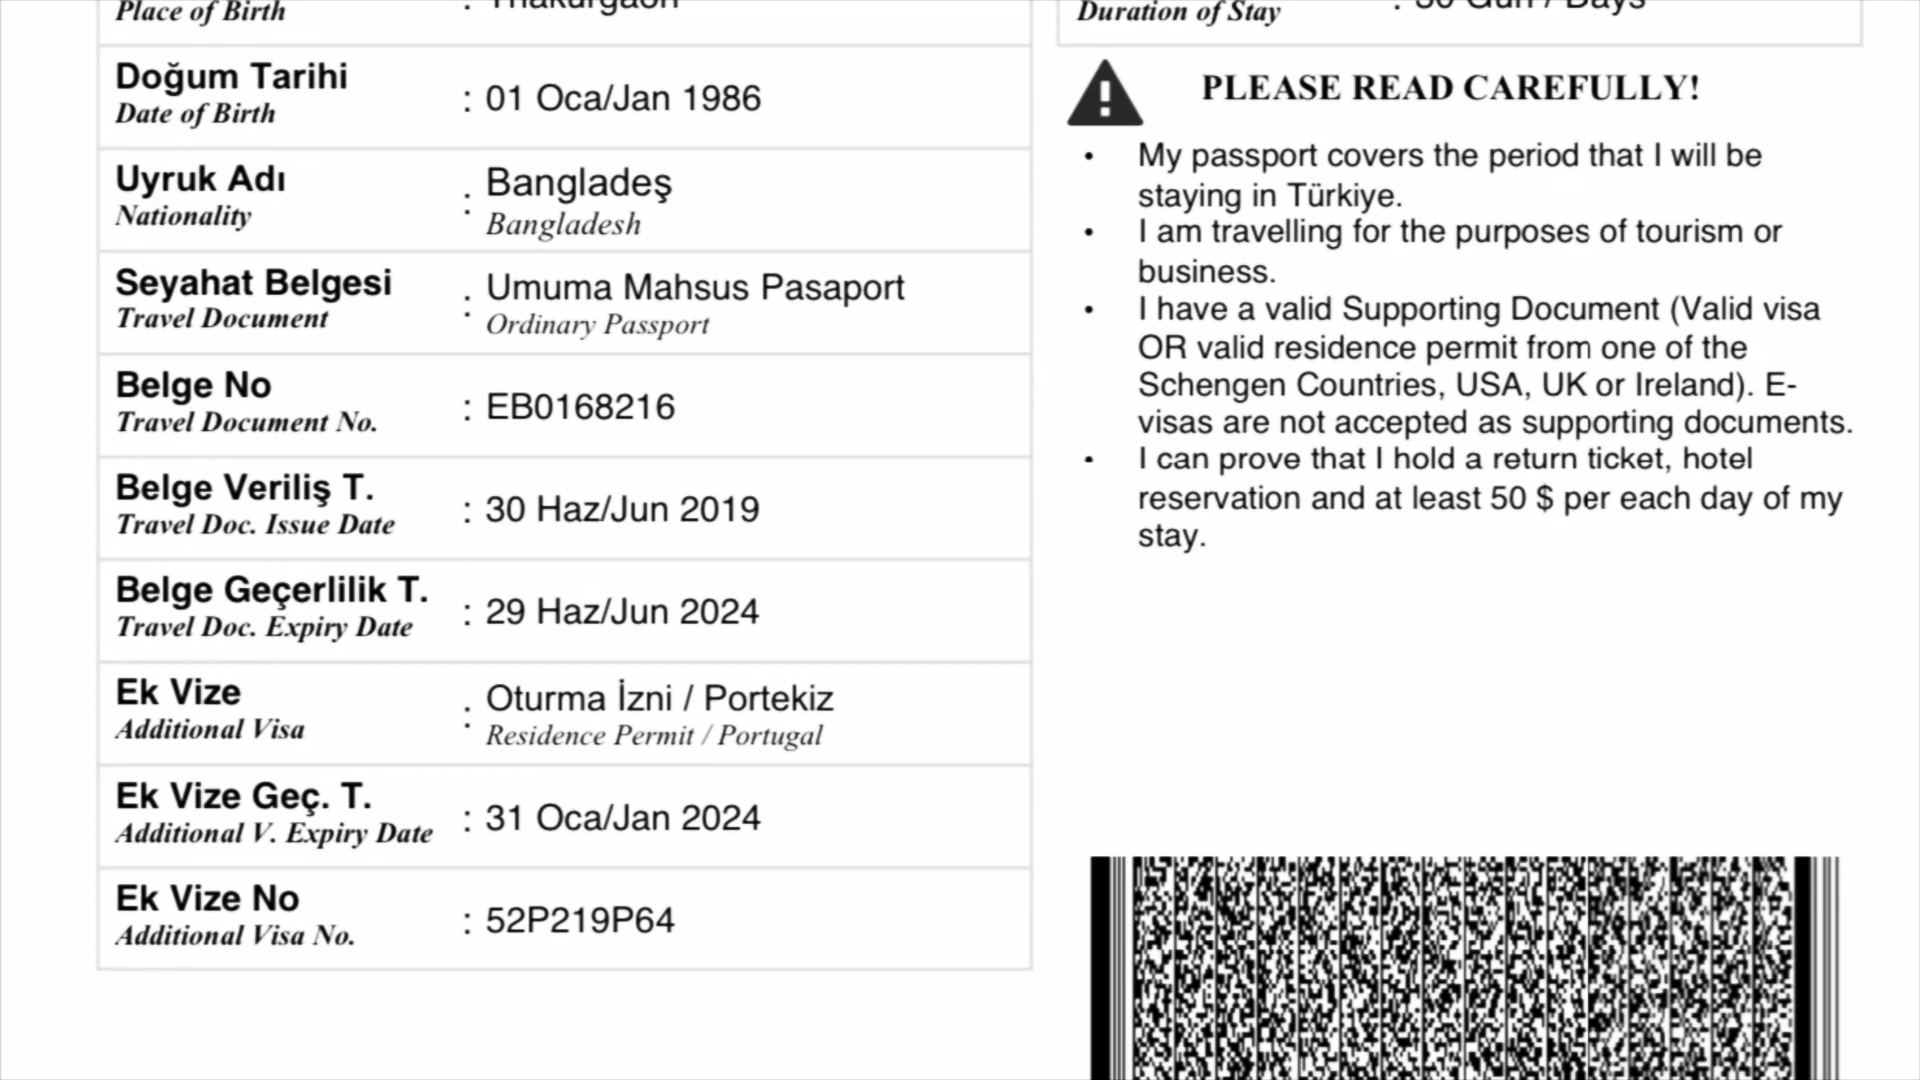 Place of Birth
: Thakurgaon
Doğum Tarihi
Date of Birth
: 01 Oca/Jan 1986
Uyruk Adı
Nationality
: Bangladeş
Bangladesh
Seyahat Belgesi
Travel Document
: Umuma Mahsus Pasaport
Ordinary Passport
Belge No
Travel Document No.
: EB0168216
Belge Veriliş T.
Travel Doc. Issue Date
: 30 Haz/Jun 2019
Belge Geçerlilik T.
Travel Doc. Expiry Date
: 29 Haz/Jun 2024
Ek Vize
Additional Visa
: Oturma İzni / Portekiz
Residence Permit / Portugal
Ek Vize Geç. T.
Additional V. Expiry Date
: 31 Oca/Jan 2024
Ek Vize No
Additional Visa No.
: 52P219P64
Duration of Stay
: 30 Gün / Days
PLEASE READ CAREFULLY!
• My passport covers the period that I will be
staying in Türkiye.
• I am travelling for the purposes of tourism or
business.
• I have a valid Supporting Document (Valid visa
OR valid residence permit from one of the
Schengen Countries, USA, UK or Ireland). E-
visas are not accepted as supporting documents.
• I can prove that I hold a return ticket, hotel
reservation and at least 50 $ per each day of my
stay.